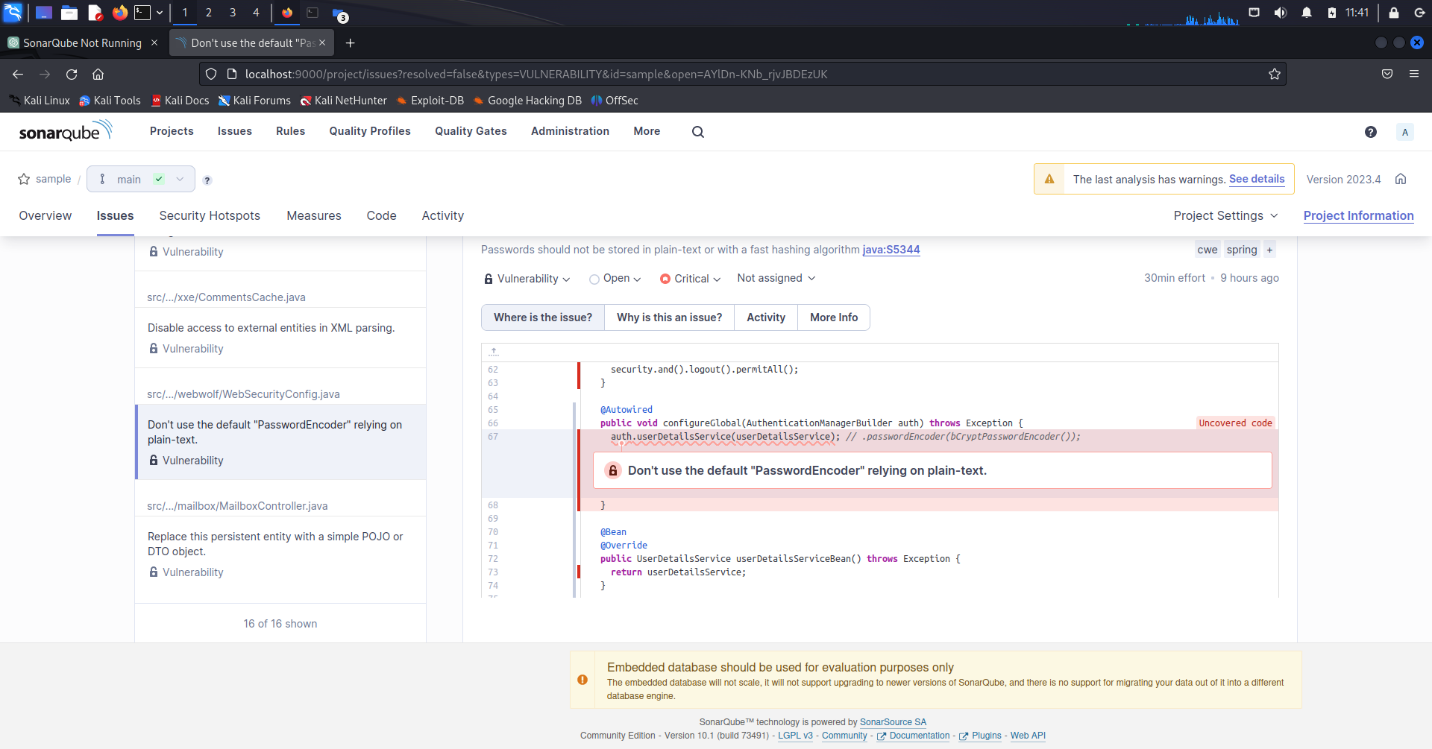 1 2 3 4 3 11:41
SonarQube Not Running × Don't use the default "Pas × +
localhost:9000/project/issues?resolved=false&types=VULNERABILITY&id=sample&open=AYlDn-KNb_rjvJBDEzUK
Kali Linux Kali Tools Kali Docs Kali Forums Kali NetHunter Exploit-DB Google Hacking DB OffSec
sonarqube Projects Issues Rules Quality Profiles Quality Gates Administration More ? A
sample / main ? The last analysis has warnings. See details Version 2023.4
Overview Issues Security Hotspots Measures Code Activity Project Settings Project Information
Vulnerability
src/.../xxe/CommentsCache.java
Disable access to external entities in XML parsing.
Vulnerability
src/.../webwolf/WebSecurityConfig.java
Don't use the default "PasswordEncoder" relying on
plain-text.
Vulnerability
src/.../mailbox/MailboxController.java
Replace this persistent entity with a simple POJO or
DTO object.
Vulnerability
16 of 16 shown
Passwords should not be stored in plain-text or with a fast hashing algorithm java:S5344 cwe spring +
Vulnerability Open Critical Not assigned 30min effort • 9 hours ago
Where is the issue? Why is this an issue? Activity More Info
62 security.and().logout().permitAll();
63 }
64
65 @Autowired
66 public void configureGlobal(AuthenticationManagerBuilder auth) throws Exception { Uncovered code
67 auth.userDetailsService(userDetailsService); // .passwordEncoder(bCryptPasswordEncoder());
Don't use the default "PasswordEncoder" relying on plain-text.
68 }
69
70 @Bean
71 @Override
72 public UserDetailsService userDetailsServiceBean() throws Exception {
73 return userDetailsService;
74 }
Embedded database should be used for evaluation purposes only
The embedded database will not scale, it will not support upgrading to newer versions of SonarQube, and there is no support for migrating your data out of it into a different
database engine.
SonarQube™ technology is powered by SonarSource SA
Community Edition - Version 10.1 (build 73491) - LGPL v3 - Community - Documentation - Plugins - Web API